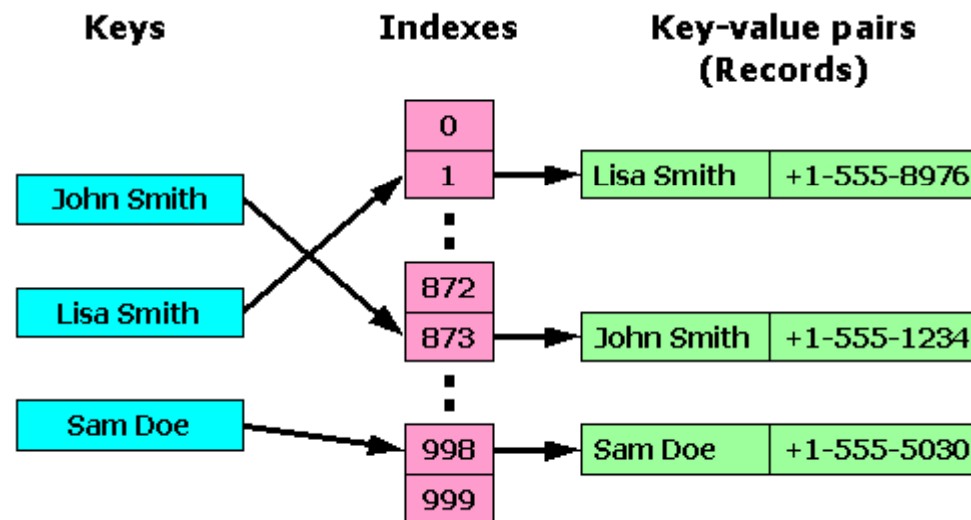 Keys
Indexes
Key-value pairs
(Records)
0
1
Lisa Smith
+1-555-8976
John Smith
Lisa Smith
872
873
John Smith
+1-555-1234
Sam Doe
998
Sam Doe
+1-555-5030
999